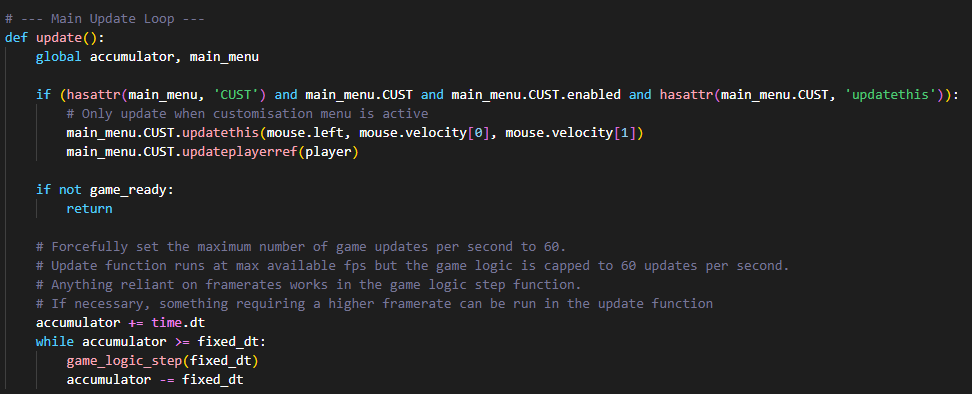 # --- Main Update Loop ---
def update():
    global accumulator, main_menu

    if (hasattr(main_menu, 'CUST') and main_menu.CUST and main_menu.CUST.enabled and hasattr(main_menu.CUST, 'updatethis')):
        # Only update when customisation menu is active
        main_menu.CUST.updatethis(mouse.left, mouse.velocity[0], mouse.velocity[1])
        main_menu.CUST.updateplayerref(player)

    if not game_ready:
        return

    # Forcefully set the maximum number of game updates per second to 60.
    # Update function runs at max available fps but the game logic is capped to 60 updates per second.
    # Anything reliant on framerates works in the game logic step function.
    # If necessary, something requiring a higher framerate can be run in the update function
    accumulator += time.dt
    while accumulator >= fixed_dt:
        game_logic_step(fixed_dt)
        accumulator -= fixed_dt